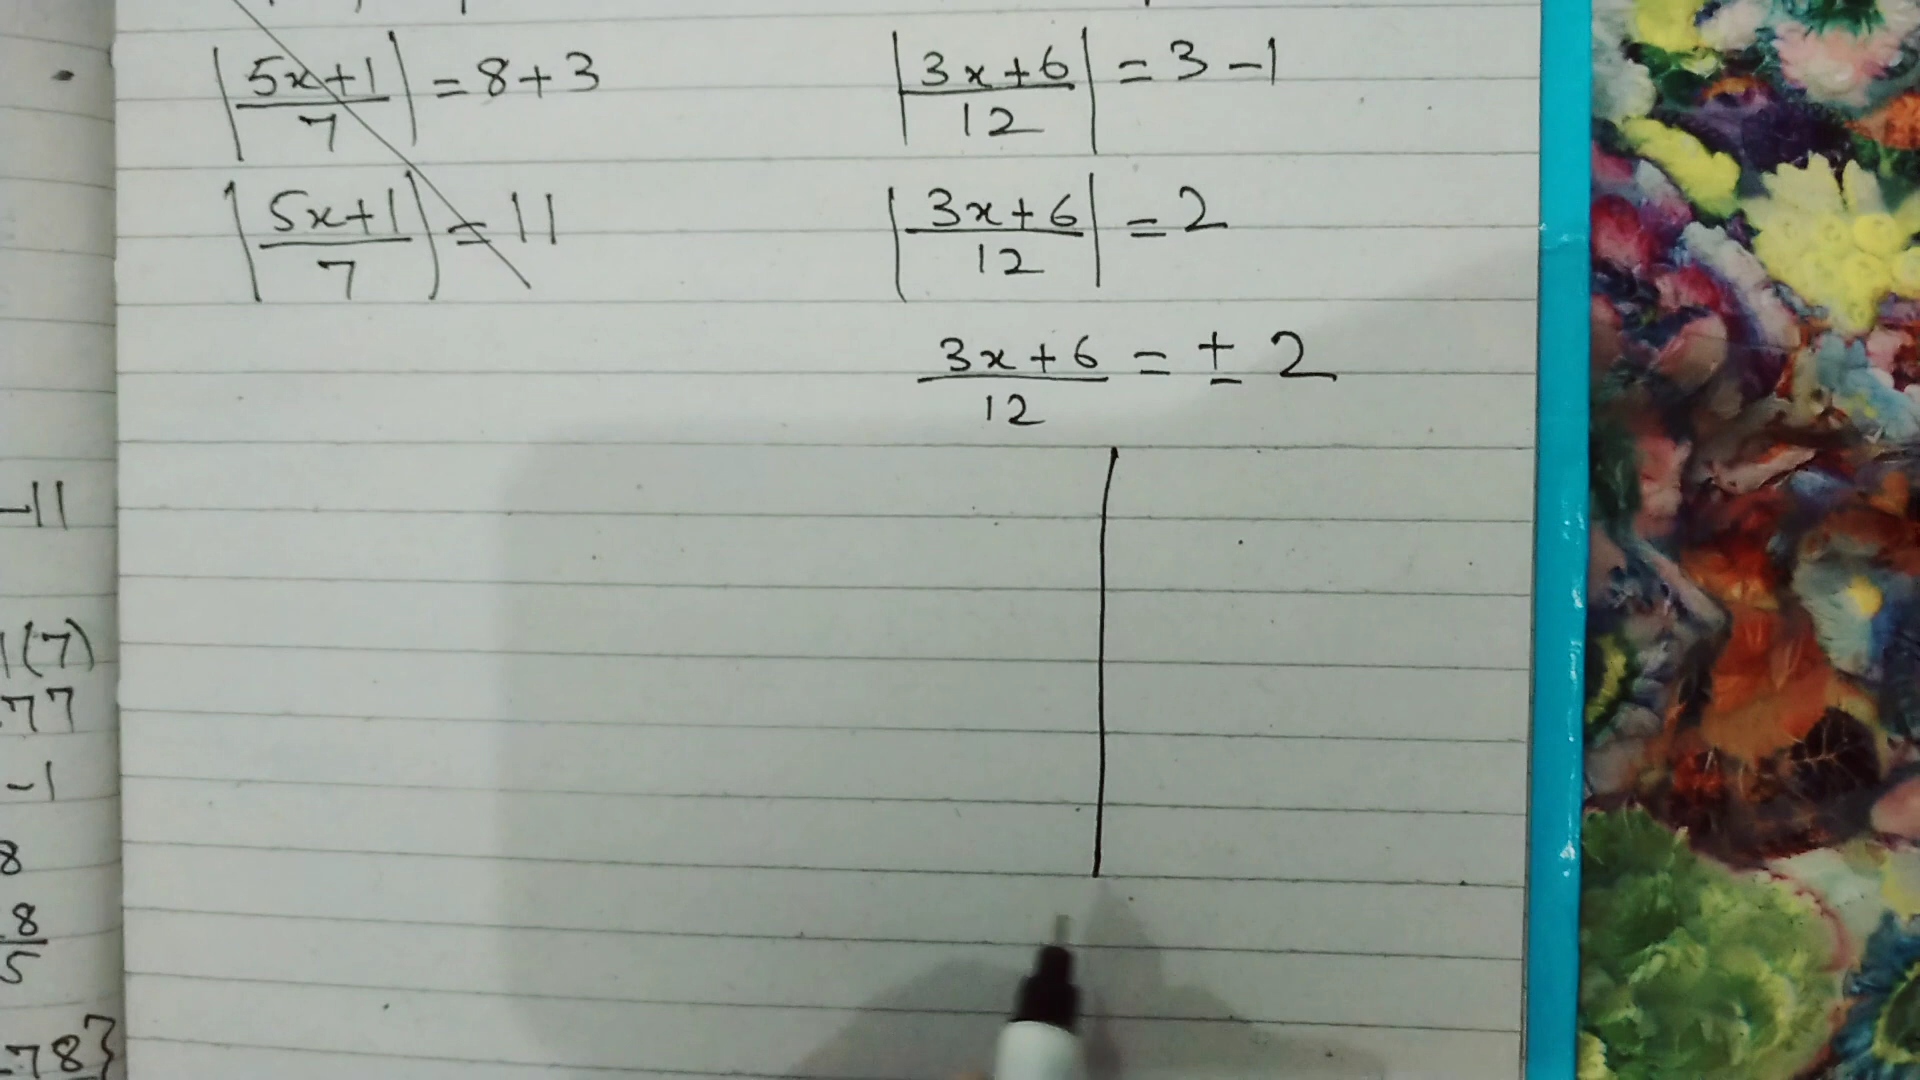 -11
1(7)
77
-1
8
8
5
78}
|5x+1/7| = 8+3
|5x+1/7| = 11
|3x+6/12| = 3-1
|3x+6/12| = 2
3x+6/12 = ± 2